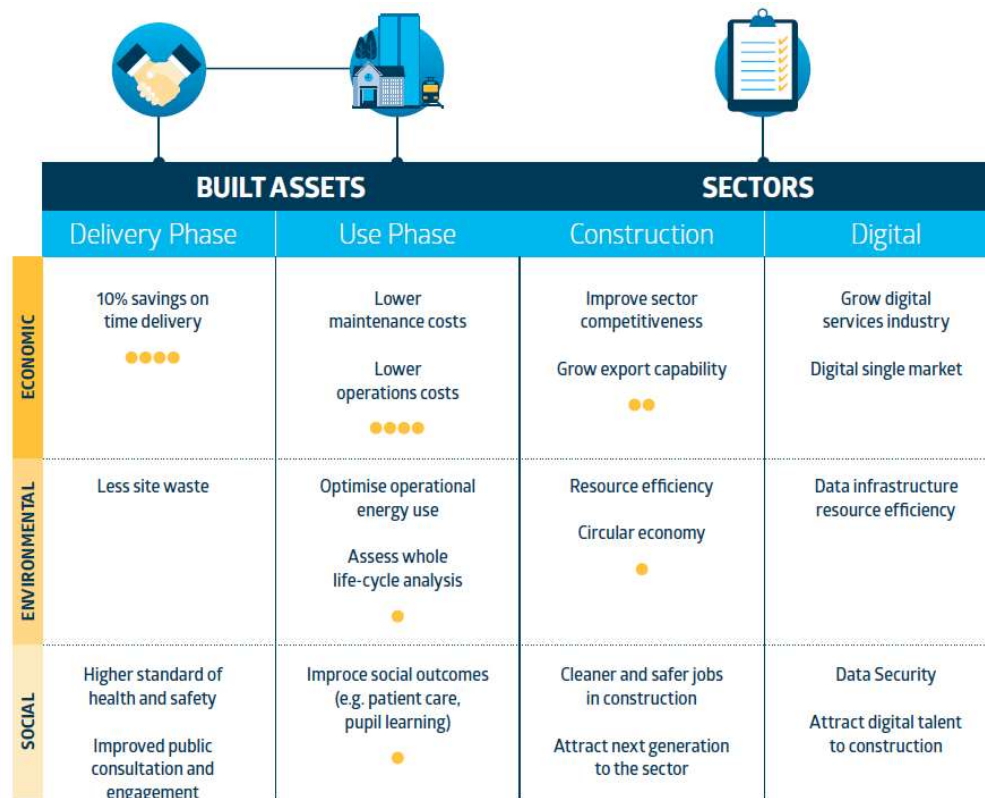 BUILT ASSETS
SECTORS
Delivery Phase
Use Phase
Construction
Digital
ECONOMIC
10% savings on
time delivery
Lower
maintenance costs
Lower
operations costs
Improve sector
competitiveness
Grow export capability
Grow digital
services industry
Digital single market
ENVIRONMENTAL
Less site waste
Optimise operational
energy use
Assess whole
life-cycle analysis
Resource efficiency
Circular economy
Data infrastructure
resource efficiency
SOCIAL
Higher standard of
health and safety
Improved public
consultation and
engagement
Improce social outcomes
(e.g. patient care,
pupil learning)
Cleaner and safer jobs
in construction
Attract next generation
to the sector
Data Security
Attract digital talent
to construction